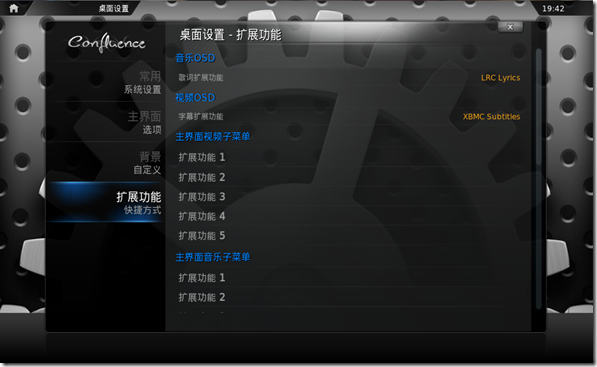 桌面设置
19:42
Confluence
常用
系统设置
主界面
选项
背景
自定义
扩展功能
快捷方式
桌面设置 - 扩展功能
x
音乐OSD
歌词扩展功能 LRC Lyrics
视频OSD
字幕扩展功能 XBMC Subtitles
主界面视频子菜单
扩展功能 1
扩展功能 2
扩展功能 3
扩展功能 4
扩展功能 5
主界面音乐子菜单
扩展功能 1
扩展功能 2